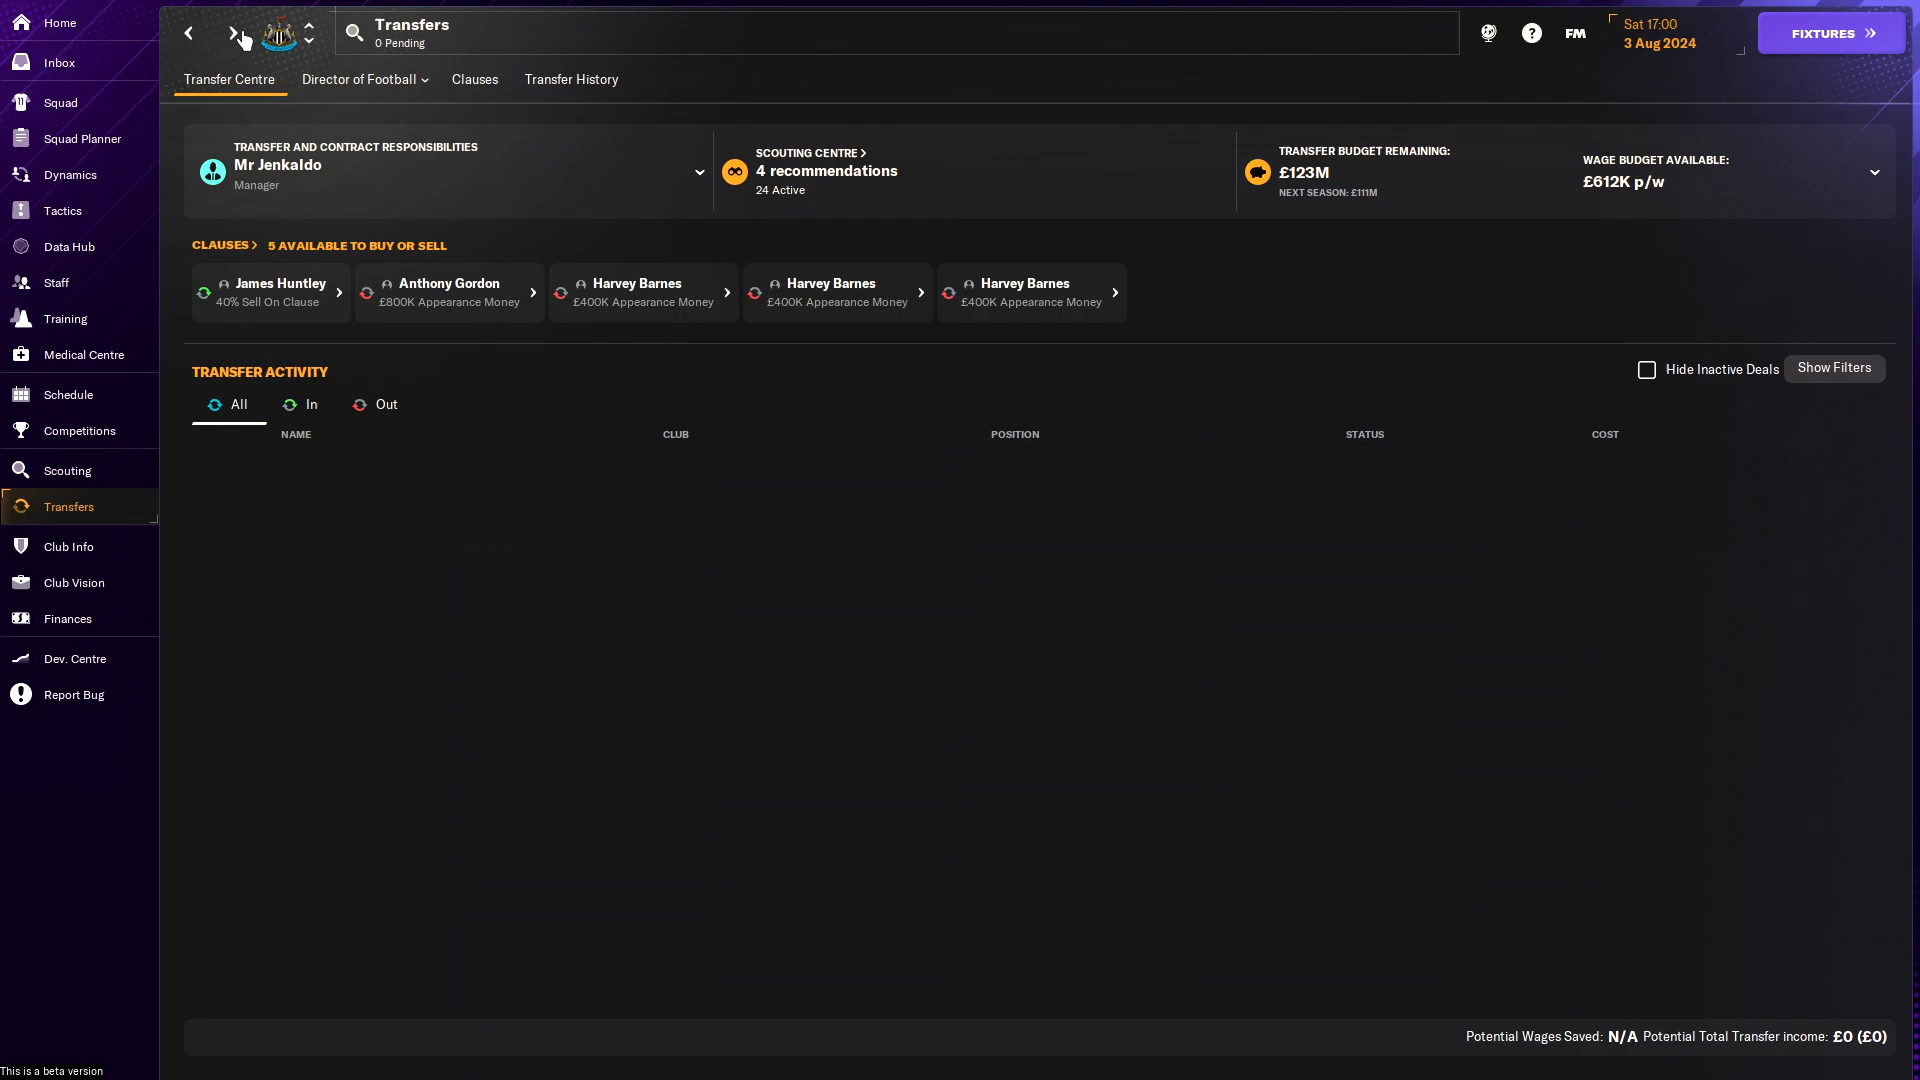 Home
Inbox
Squad
Squad Planner
Dynamics
Tactics
Data Hub
Staff
Training
Medical Centre
Schedule
Competitions
Scouting
Transfers
Club Info
Club Vision
Finances
Dev. Centre
Report Bug
This is a beta version
Transfers
0 Pending
?
FM
Sat 17:00
3 Aug 2024
FIXTURES
Transfer Centre
Director of Football
Clauses
Transfer History
TRANSFER AND CONTRACT RESPONSIBILITIES
Mr Jenkaldo
Manager
SCOUTING CENTRE >
4 recommendations
24 Active
TRANSFER BUDGET REMAINING:
£123M
NEXT SEASON: £111M
WAGE BUDGET AVAILABLE:
£612K p/w
CLAUSES > 5 AVAILABLE TO BUY OR SELL
James Huntley
40% Sell On Clause
Anthony Gordon
£800K Appearance Money
Harvey Barnes
£400K Appearance Money
Harvey Barnes
£400K Appearance Money
Harvey Barnes
£400K Appearance Money
TRANSFER ACTIVITY
Hide Inactive Deals
Show Filters
All
In
Out
NAME
CLUB
POSITION
STATUS
COST
Potential Wages Saved: N/A Potential Total Transfer income: £0 (£0)